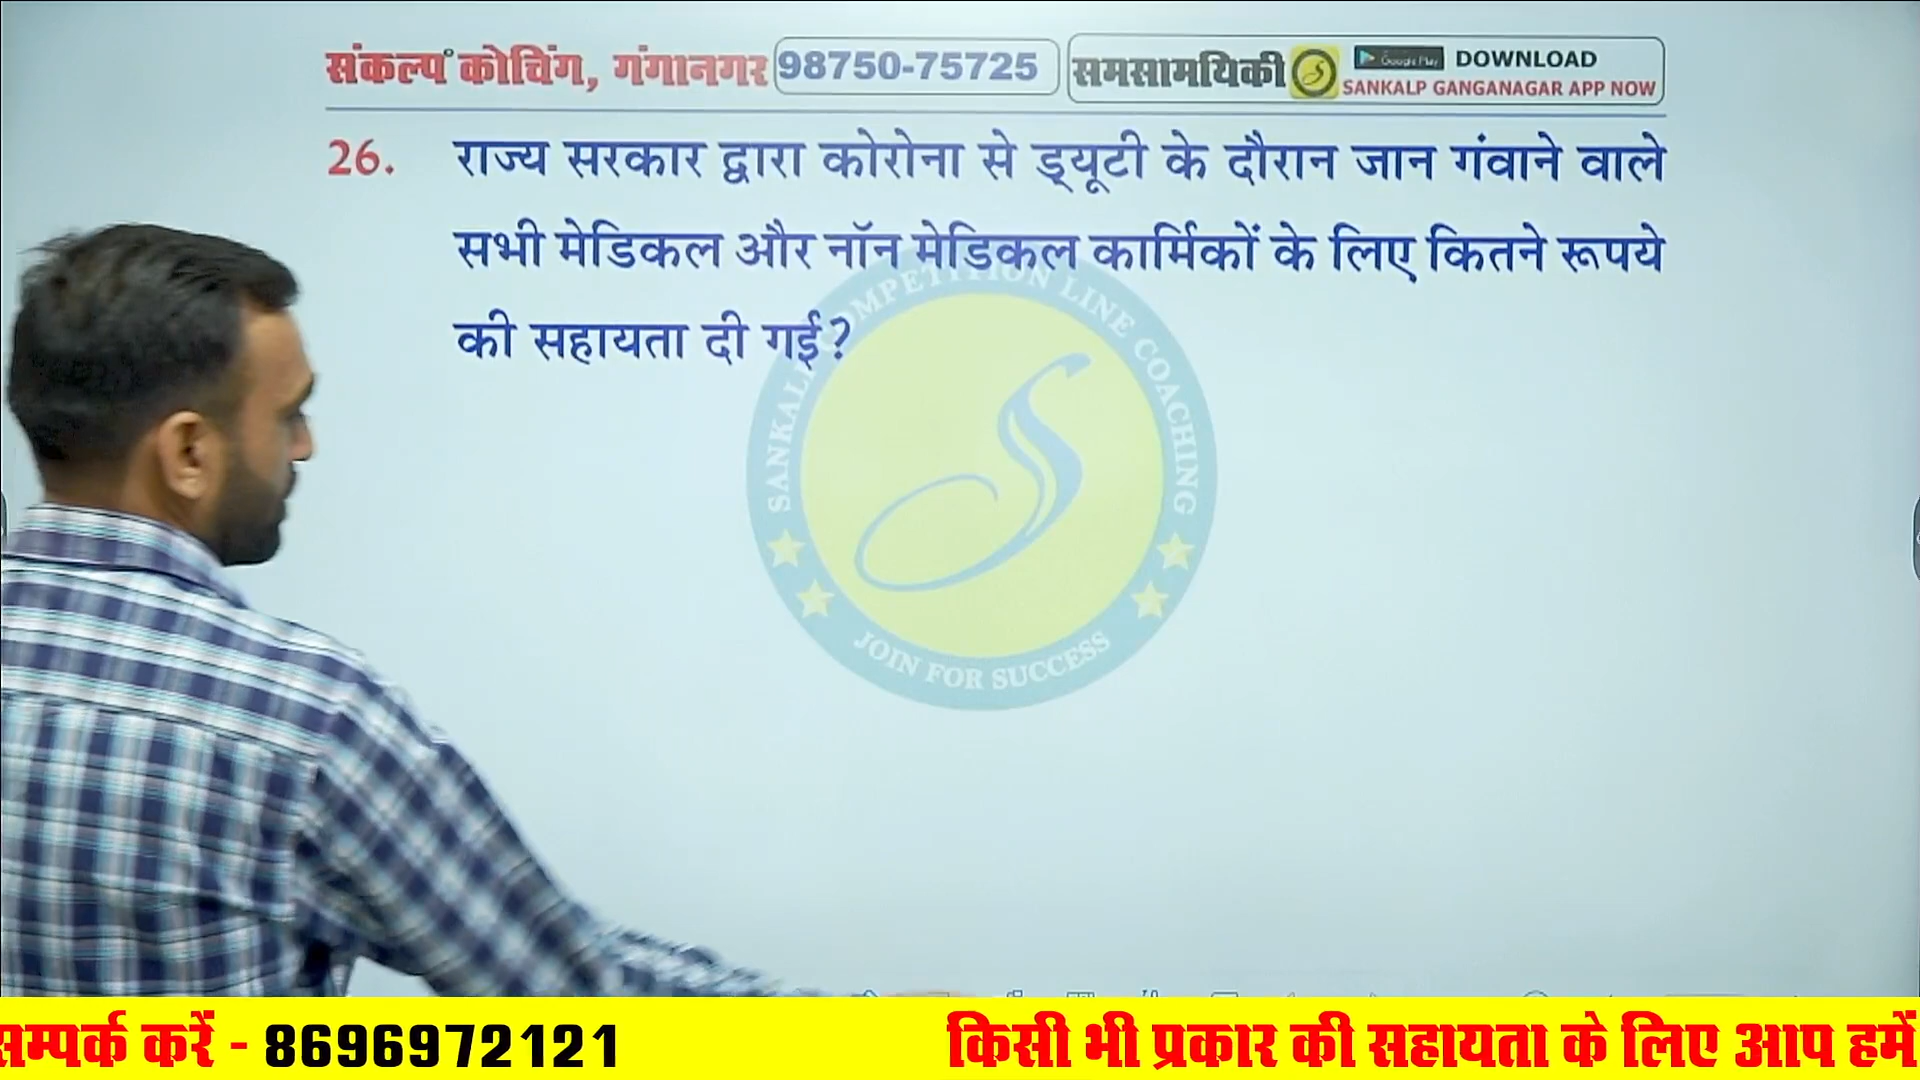 संकल्प कोचिंग, गंगानगर 98750-75725 समसामयिकी Google Play DOWNLOAD
SANKALP GANGANAGAR APP NOW
26. राज्य सरकार द्वारा कोरोना से ड्यूटी के दौरान जान गंवाने वाले
सभी मेडिकल और नॉन मेडिकल कार्मिकों के लिए कितने रूपये
की सहायता दी गई?
SANKALP COMPETITION LINE COACHING
JOIN FOR SUCCESS
सम्पर्क करें - 8696972121 किसी भी प्रकार की सहायता के लिए आप हमें